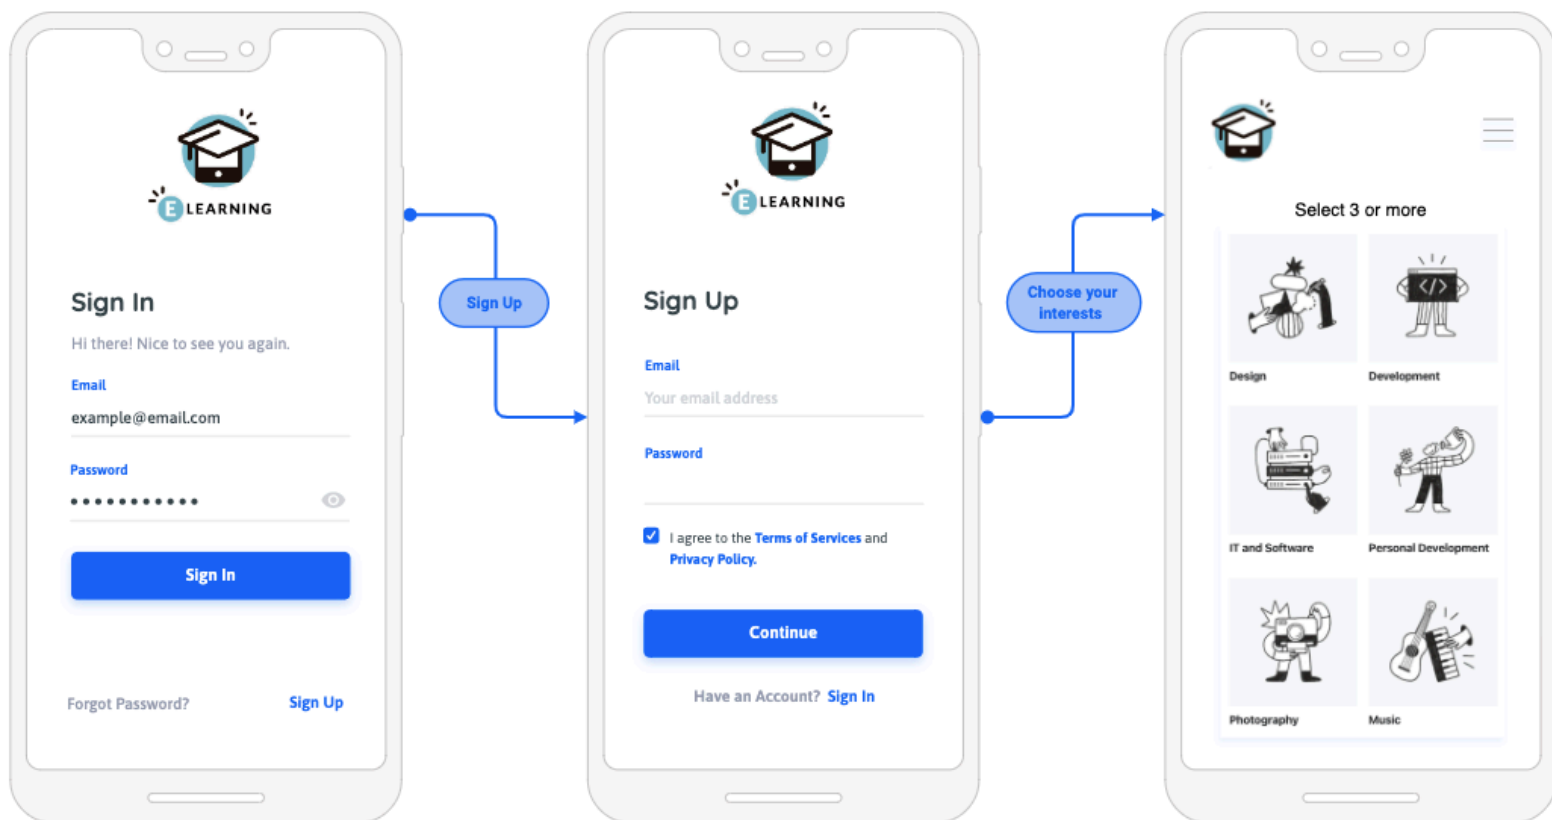 E LEARNING
Sign In
Hi there! Nice to see you again.
Email
example@email.com
Password
Sign In
Forgot Password?
Sign Up
Sign Up
E LEARNING
Sign Up
Email
Your email address
Password
I agree to the Terms of Services and
Privacy Policy.
Continue
Have an Account? Sign In
Choose your
interests
Select 3 or more
Design
Development
</>
IT and Software
Personal Development
Photography
Music